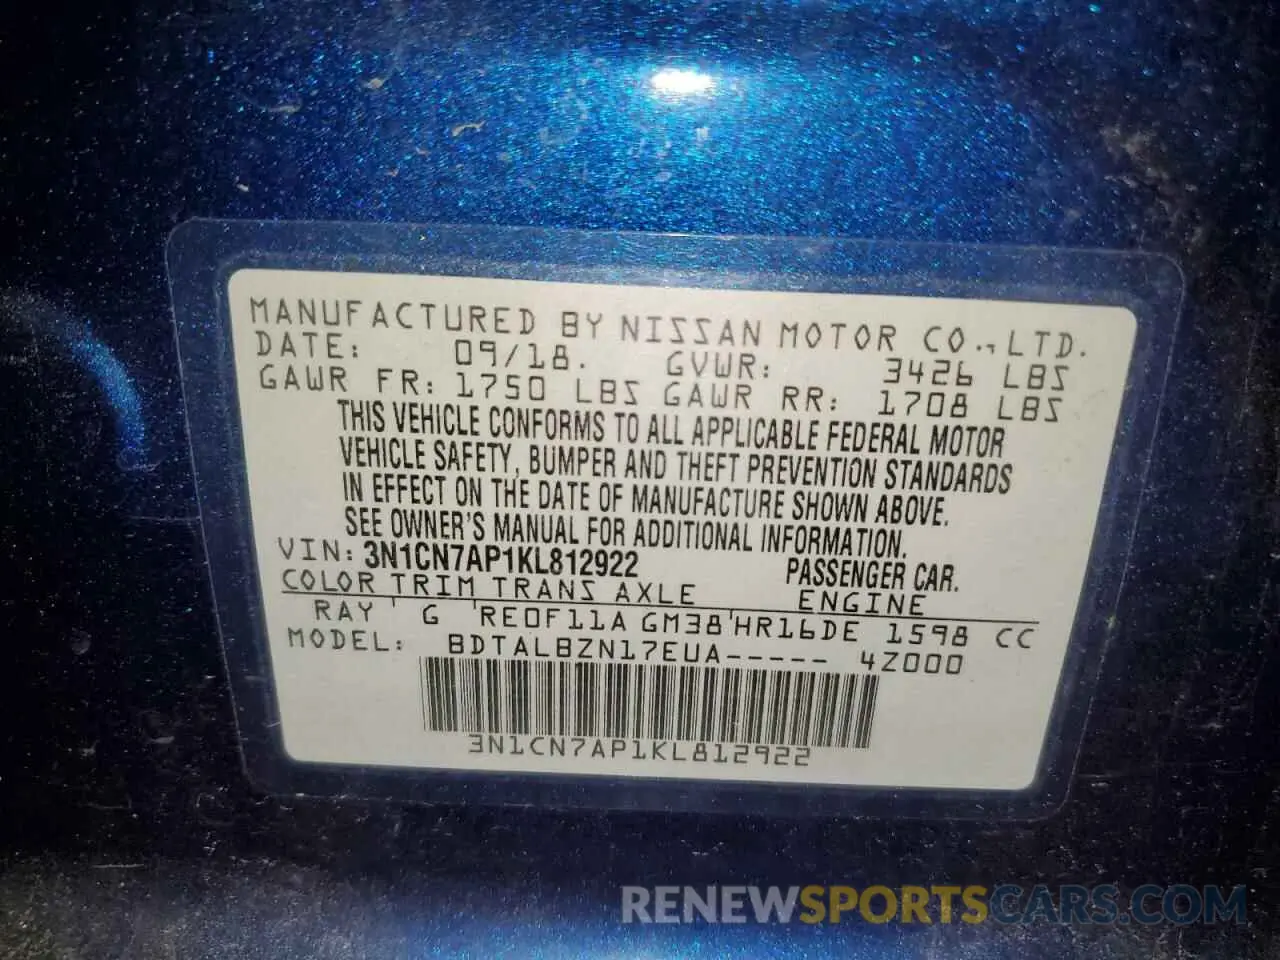 MANUFACTURED BY NISSAN MOTOR CO., LTD.
DATE: 09/18. GVWR: 3426 LBS
GAWR FR: 1750 LBS GAWR RR: 1708 LBS
THIS VEHICLE CONFORMS TO ALL APPLICABLE FEDERAL MOTOR
VEHICLE SAFETY, BUMPER AND THEFT PREVENTION STANDARDS
IN EFFECT ON THE DATE OF MANUFACTURE SHOWN ABOVE.
SEE OWNER'S MANUAL FOR ADDITIONAL INFORMATION.
VIN: 3N1CN7AP1KL812922 PASSENGER CAR.
COLOR TRIM TRANS AXLE ENGINE
RAY ' G 'RE0F11A GM38'HR16DE 1598 CC
MODEL: BDTALBZN17EUA----- 4Z000
3N1CN7AP1KL812922
RENEWSPORTSCARS.COM